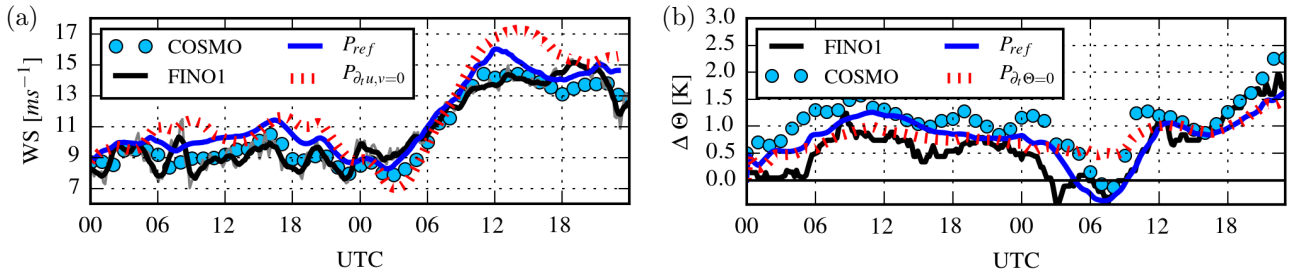 (a)
17
15
13
11
9
7
WS [ms⁻¹]
COSMO
FINO1
P_ref
P_∂ₜu,v=0
00 06 12 18 00 06 12 18
UTC
(b)
3.0
2.5
2.0
1.5
1.0
0.5
0.0
Δ Θ [K]
FINO1
COSMO
P_ref
P_∂ₜΘ=0
00 06 12 18 00 06 12 18
UTC